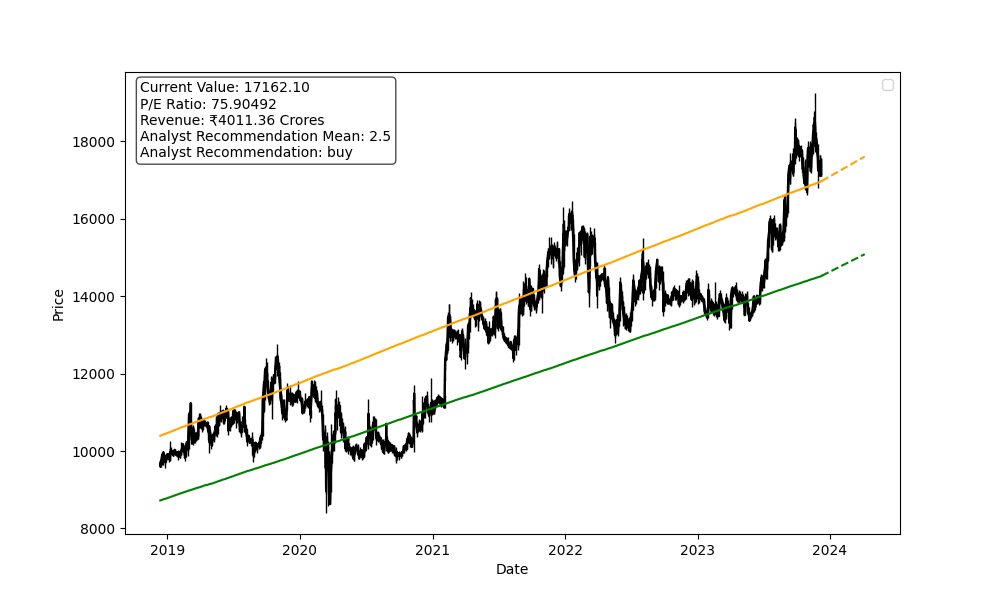 Current Value: 17162.10
P/E Ratio: 75.90492
Revenue: ₹4011.36 Crores
Analyst Recommendation Mean: 2.5
Analyst Recommendation: buy
18000
16000
14000
12000
10000
8000
Price
2019 2020 2021 2022 2023 2024
Date